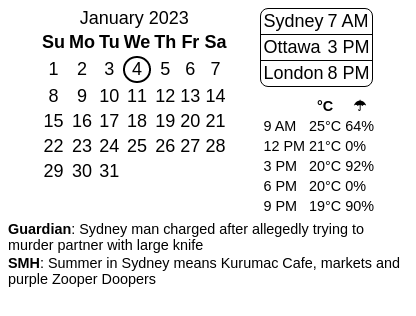 January 2023
Su Mo Tu We Th Fr Sa
1 2 3 4 5 6 7
8 9 10 11 12 13 14
15 16 17 18 19 20 21
22 23 24 25 26 27 28
29 30 31
Sydney 7 AM
Ottawa 3 PM
London 8 PM
°C ☂
9 AM 25°C 64%
12 PM 21°C 0%
3 PM 20°C 92%
6 PM 20°C 0%
9 PM 19°C 90%
Guardian: Sydney man charged after allegedly trying to
murder partner with large knife
SMH: Summer in Sydney means Kurumac Cafe, markets and
purple Zooper Doopers